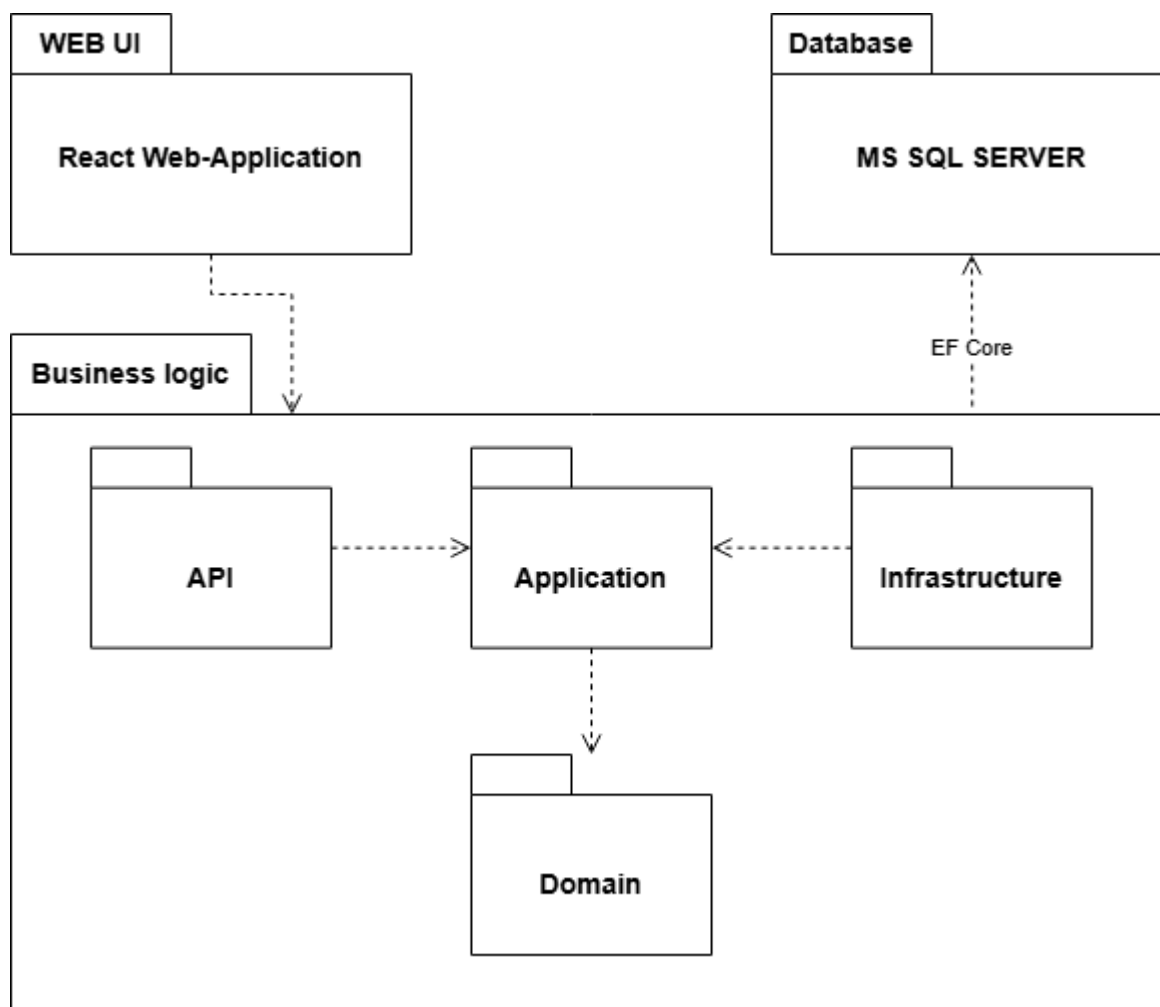 WEB UI
Database
React Web-Application
MS SQL SERVER
EF Core
Business logic
API
Application
Infrastructure
Domain